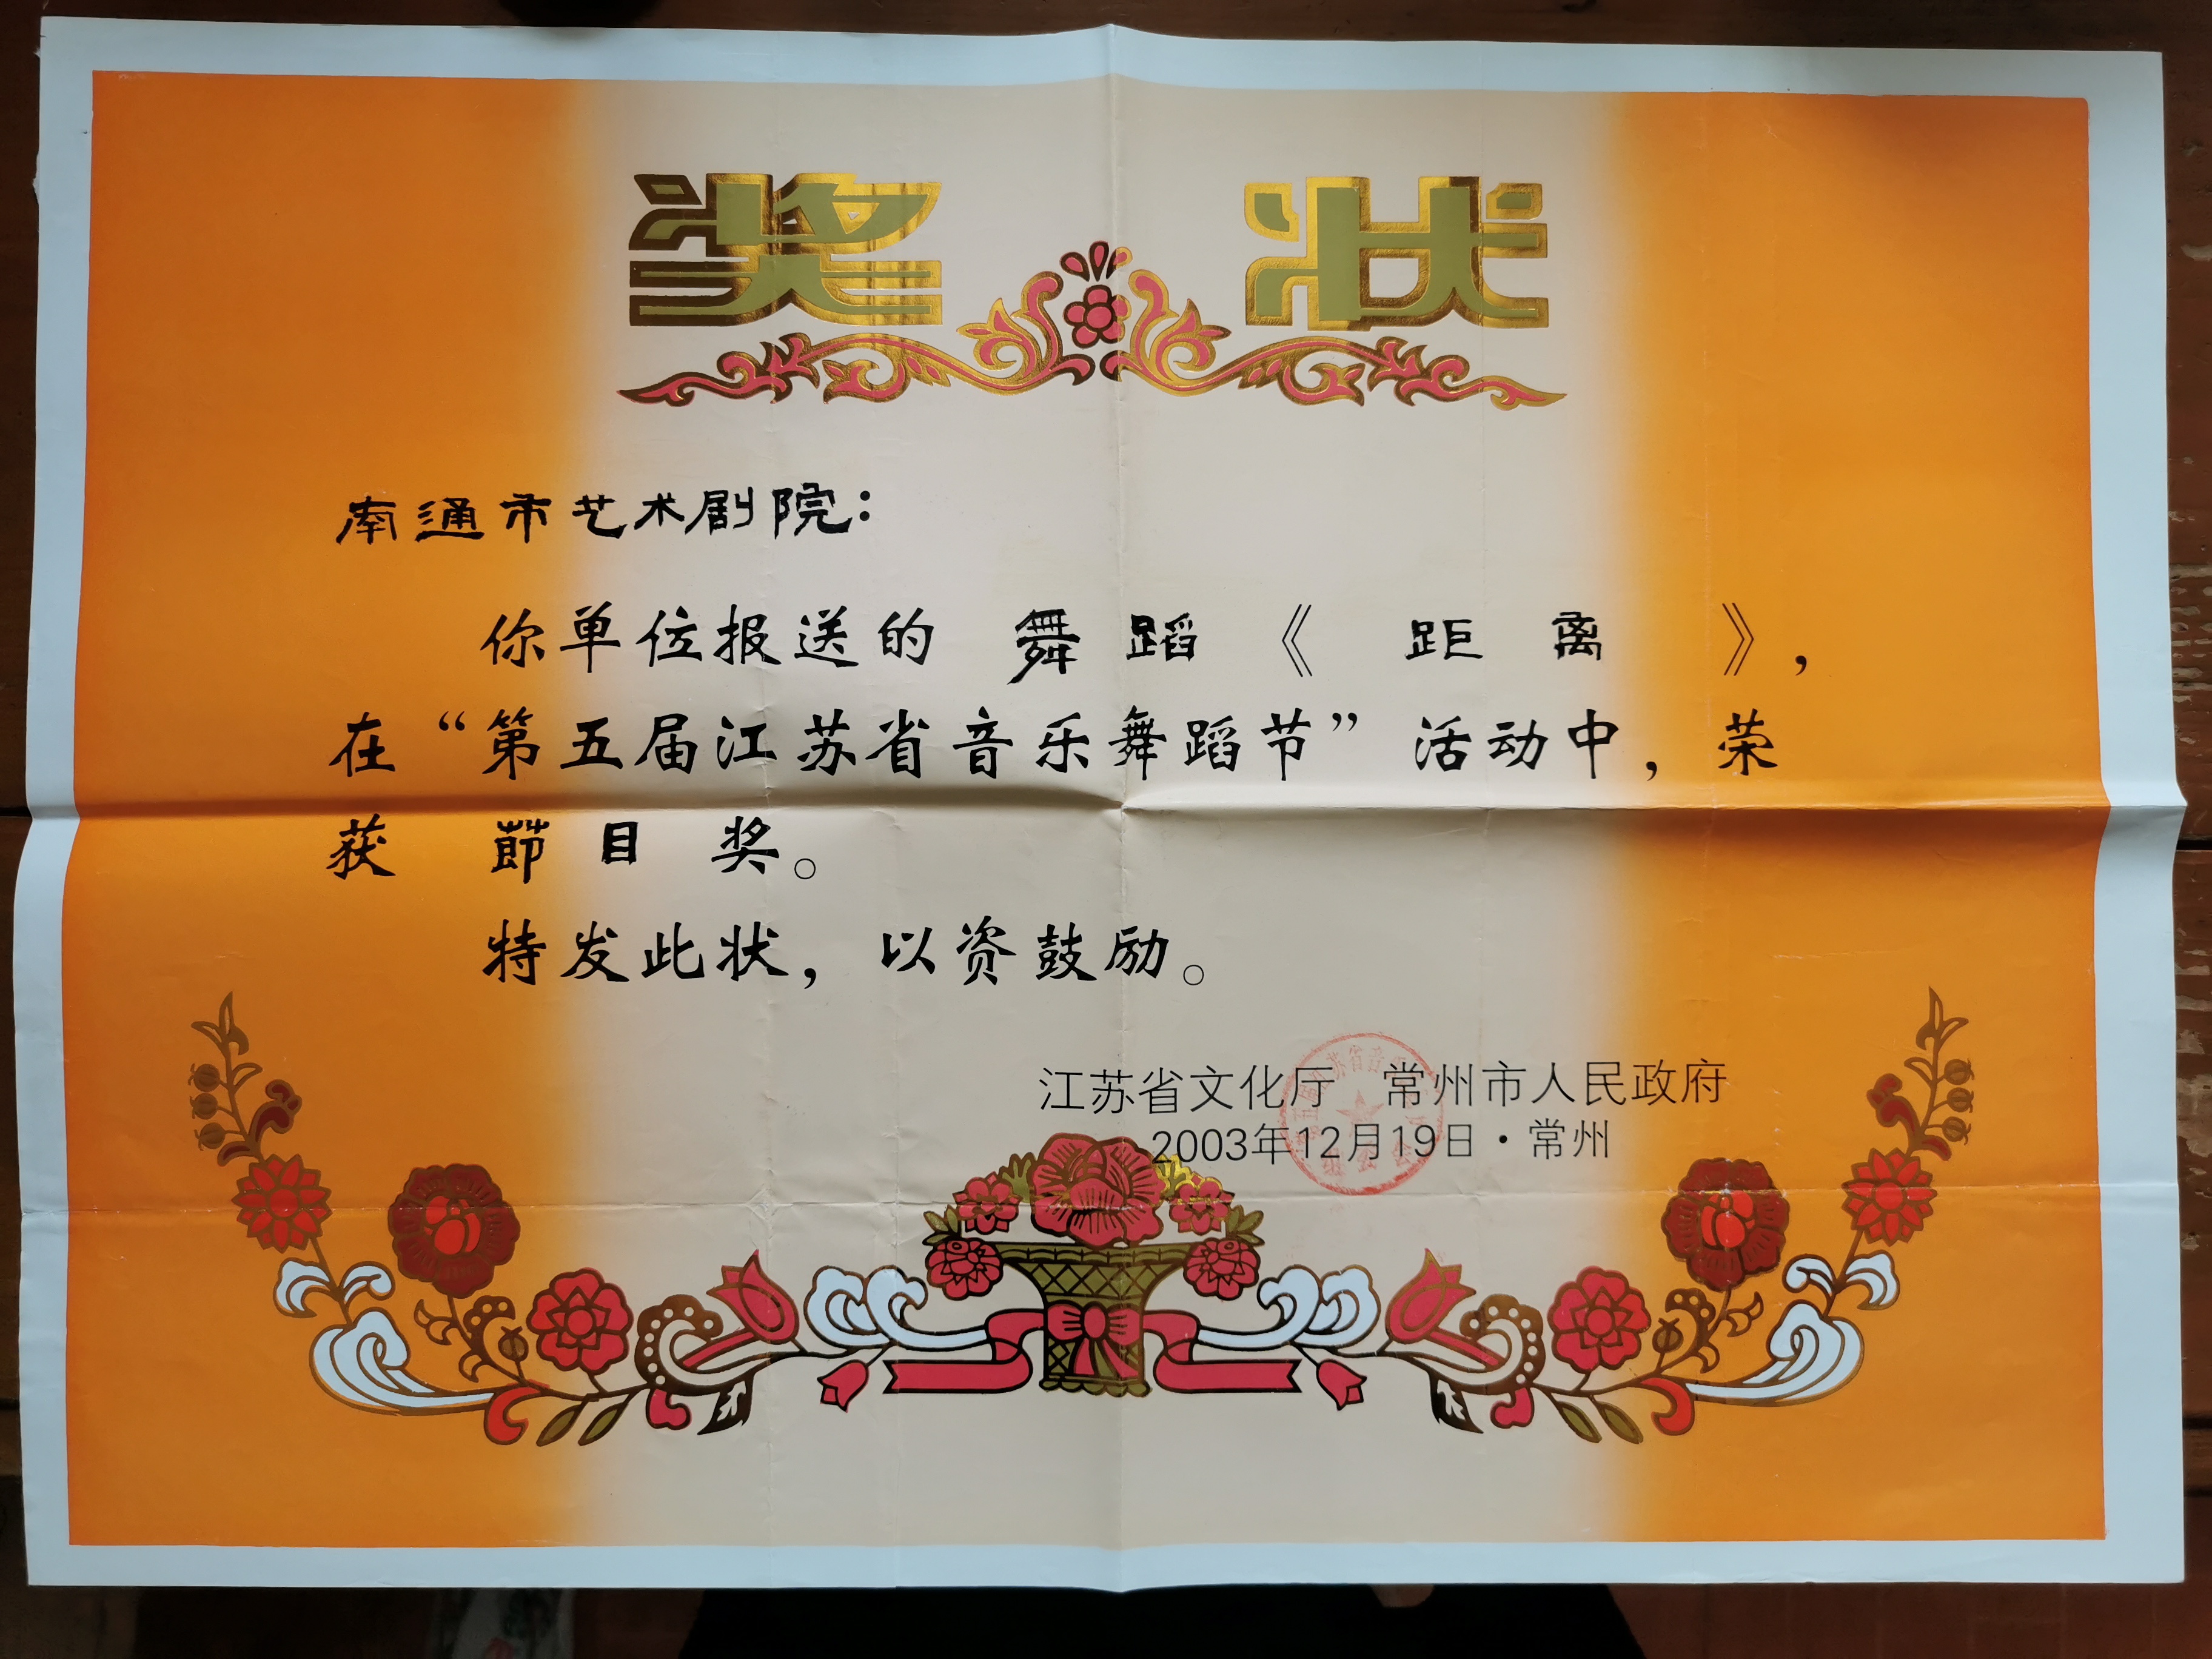 奖状
南通市艺术剧院：
你单位报送的 舞蹈《 距离 》，
在“第五届江苏省音乐舞蹈节”活动中，荣
获 節目 奖。
特发此状，以资鼓励。
江苏省文化厅 常州市人民政府
2003年12月19日·常州